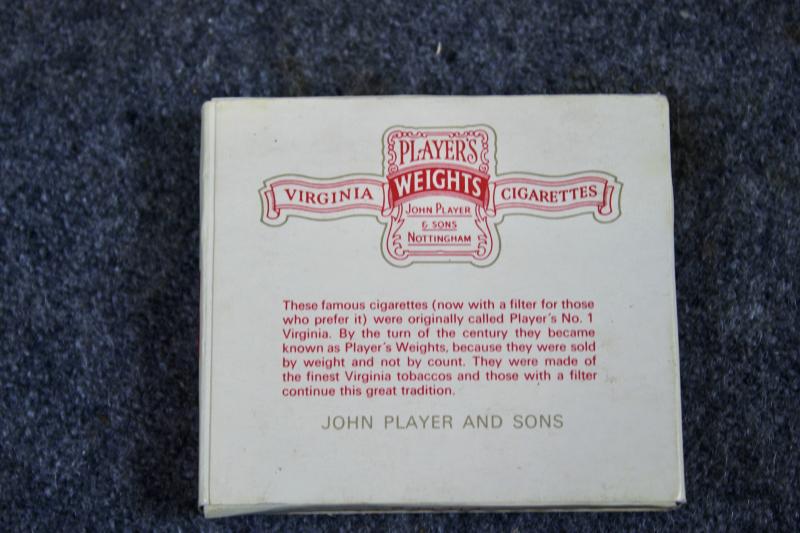 PLAYER'S
WEIGHTS
VIRGINIA CIGARETTES
JOHN PLAYER
& SONS
NOTTINGHAM
These famous cigarettes (now with a filter for those
who prefer it) were originally called Player's No. 1
Virginia. By the turn of the century they became
known as Player's Weights, because they were sold
by weight and not by count. They were made of
the finest Virginia tobaccos and those with a filter
continue this great tradition.
JOHN PLAYER AND SONS